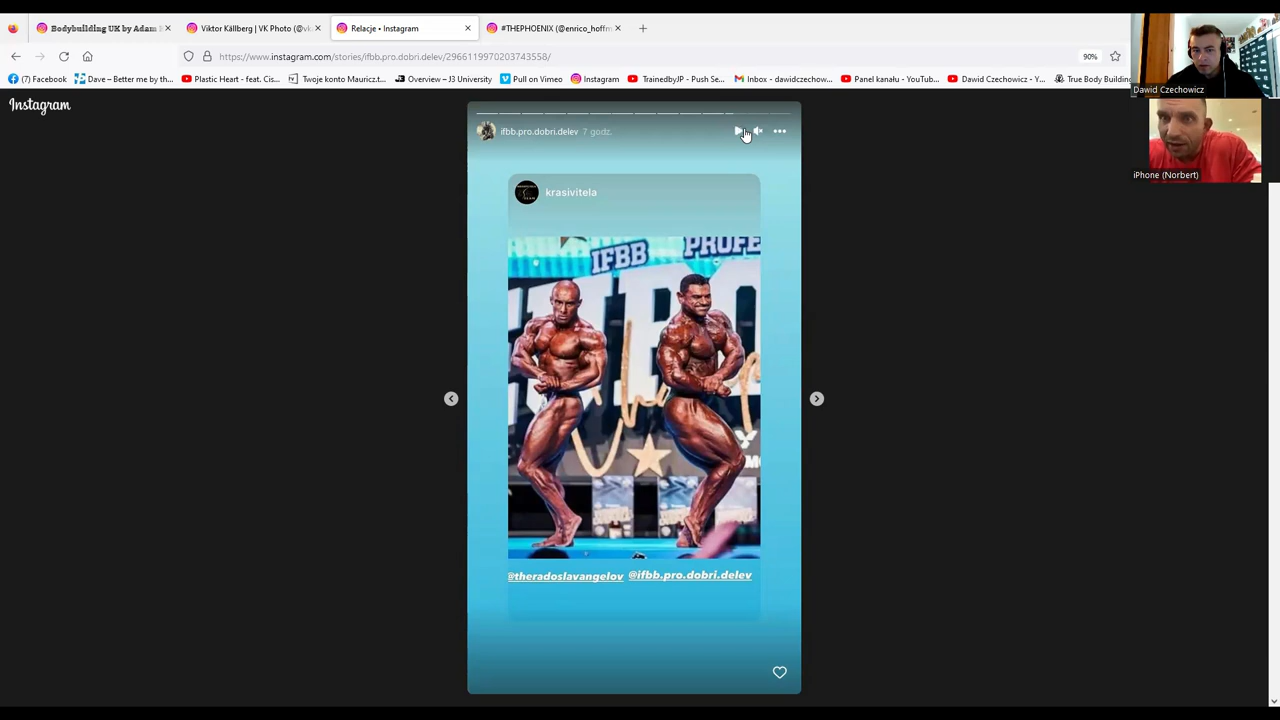 Bodybuilding UK by Adam
Viktor Källberg | VK Photo (@vk
Relacje • Instagram
#THEPHOENIX (@enrico_hoffm
https://www.instagram.com/stories/ifbb.pro.dobri.delev/2966119970203743558/
90%
Facebook
Dave – Better me by th...
Plastic Heart - feat. Cis...
Twoje konto Mauricz.t...
Overview – J3 University
Pull on Vimeo
Instagram
TrainedbyJP - Push Se...
Inbox - dawidczechow...
Panel kanału - YouTub...
Dawid Czechowicz - Y...
True Body Building
Dawid Czechowicz
iPhone (Norbert)
Instagram
ifbb.pro.dobri.delev 7 godz.
krasivitela
IFBB PROFE
@theradoslavangelov @ifbb.pro.dobri.delev